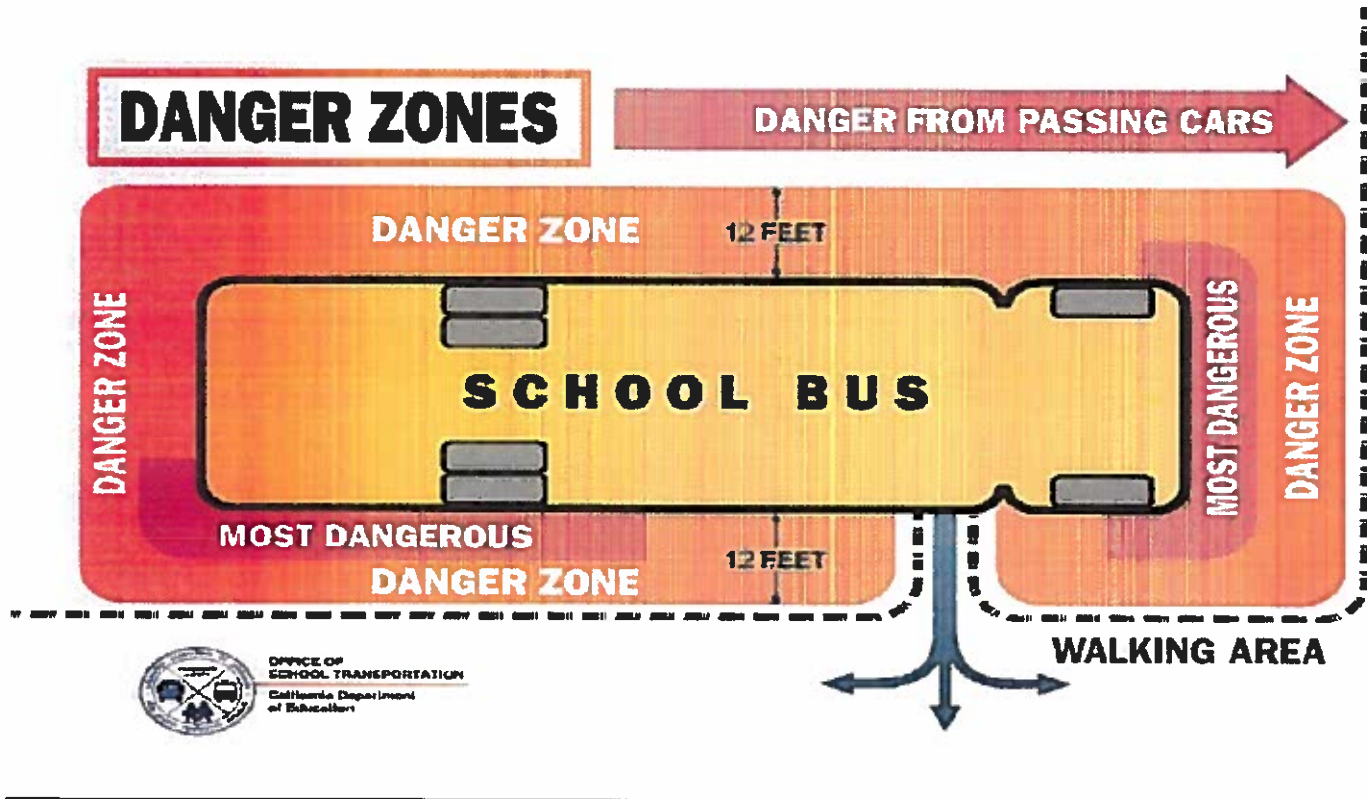 DANGER ZONES
DANGER FROM PASSING CARS
DANGER ZONE
12 FEET
DANGER ZONE
SCHOOL BUS
MOST DANGEROUS
DANGER ZONE
MOST DANGEROUS
12 FEET
DANGER ZONE
WALKING AREA
OFFICE OF
SCHOOL TRANSPORTATION
California Department
of Education